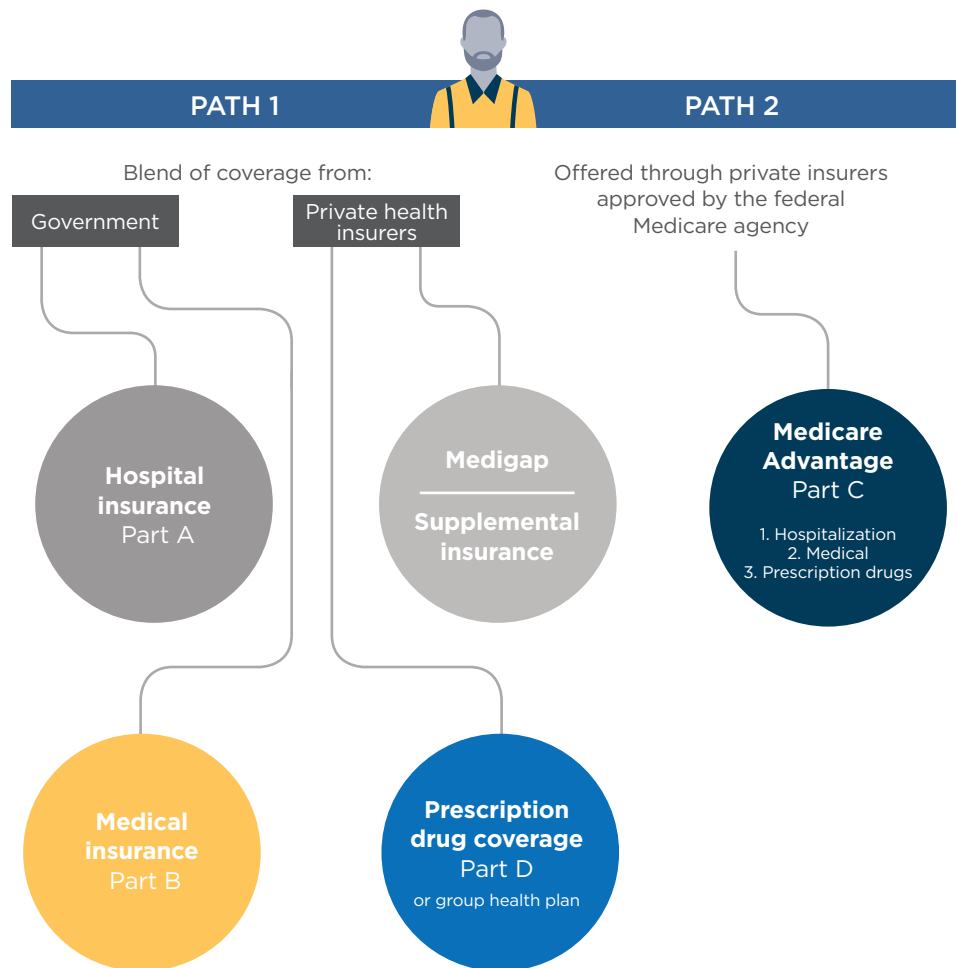 PATH 1
PATH 2
Blend of coverage from:
Government
Private health
insurers
Offered through private insurers
approved by the federal
Medicare agency
Hospital
insurance
Part A
Medigap
Supplemental
insurance
Medicare
Advantage
Part C
1. Hospitalization
2. Medical
3. Prescription drugs
Medical
insurance
Part B
Prescription
drug coverage
Part D
or group health plan